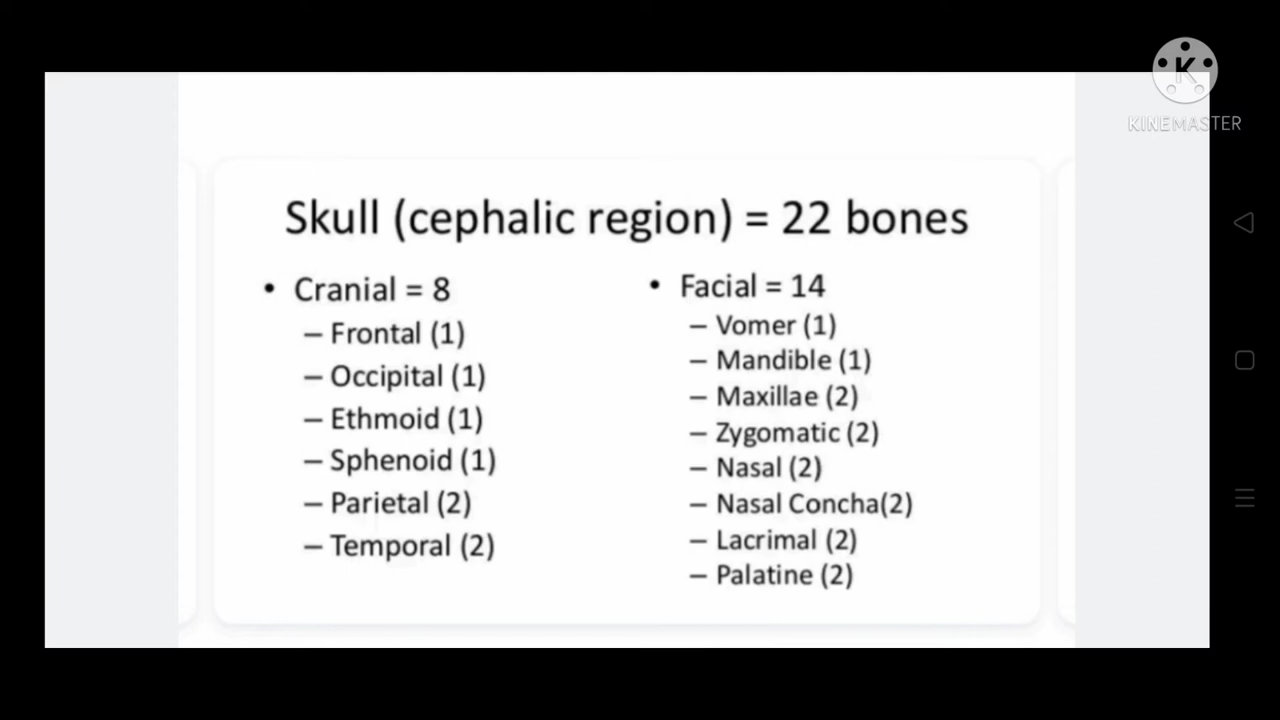 KINEMASTER
Skull (cephalic region) = 22 bones
• Cranial = 8
– Frontal (1)
– Occipital (1)
– Ethmoid (1)
– Sphenoid (1)
– Parietal (2)
– Temporal (2)
• Facial = 14
– Vomer (1)
– Mandible (1)
– Maxillae (2)
– Zygomatic (2)
– Nasal (2)
– Nasal Concha(2)
– Lacrimal (2)
– Palatine (2)